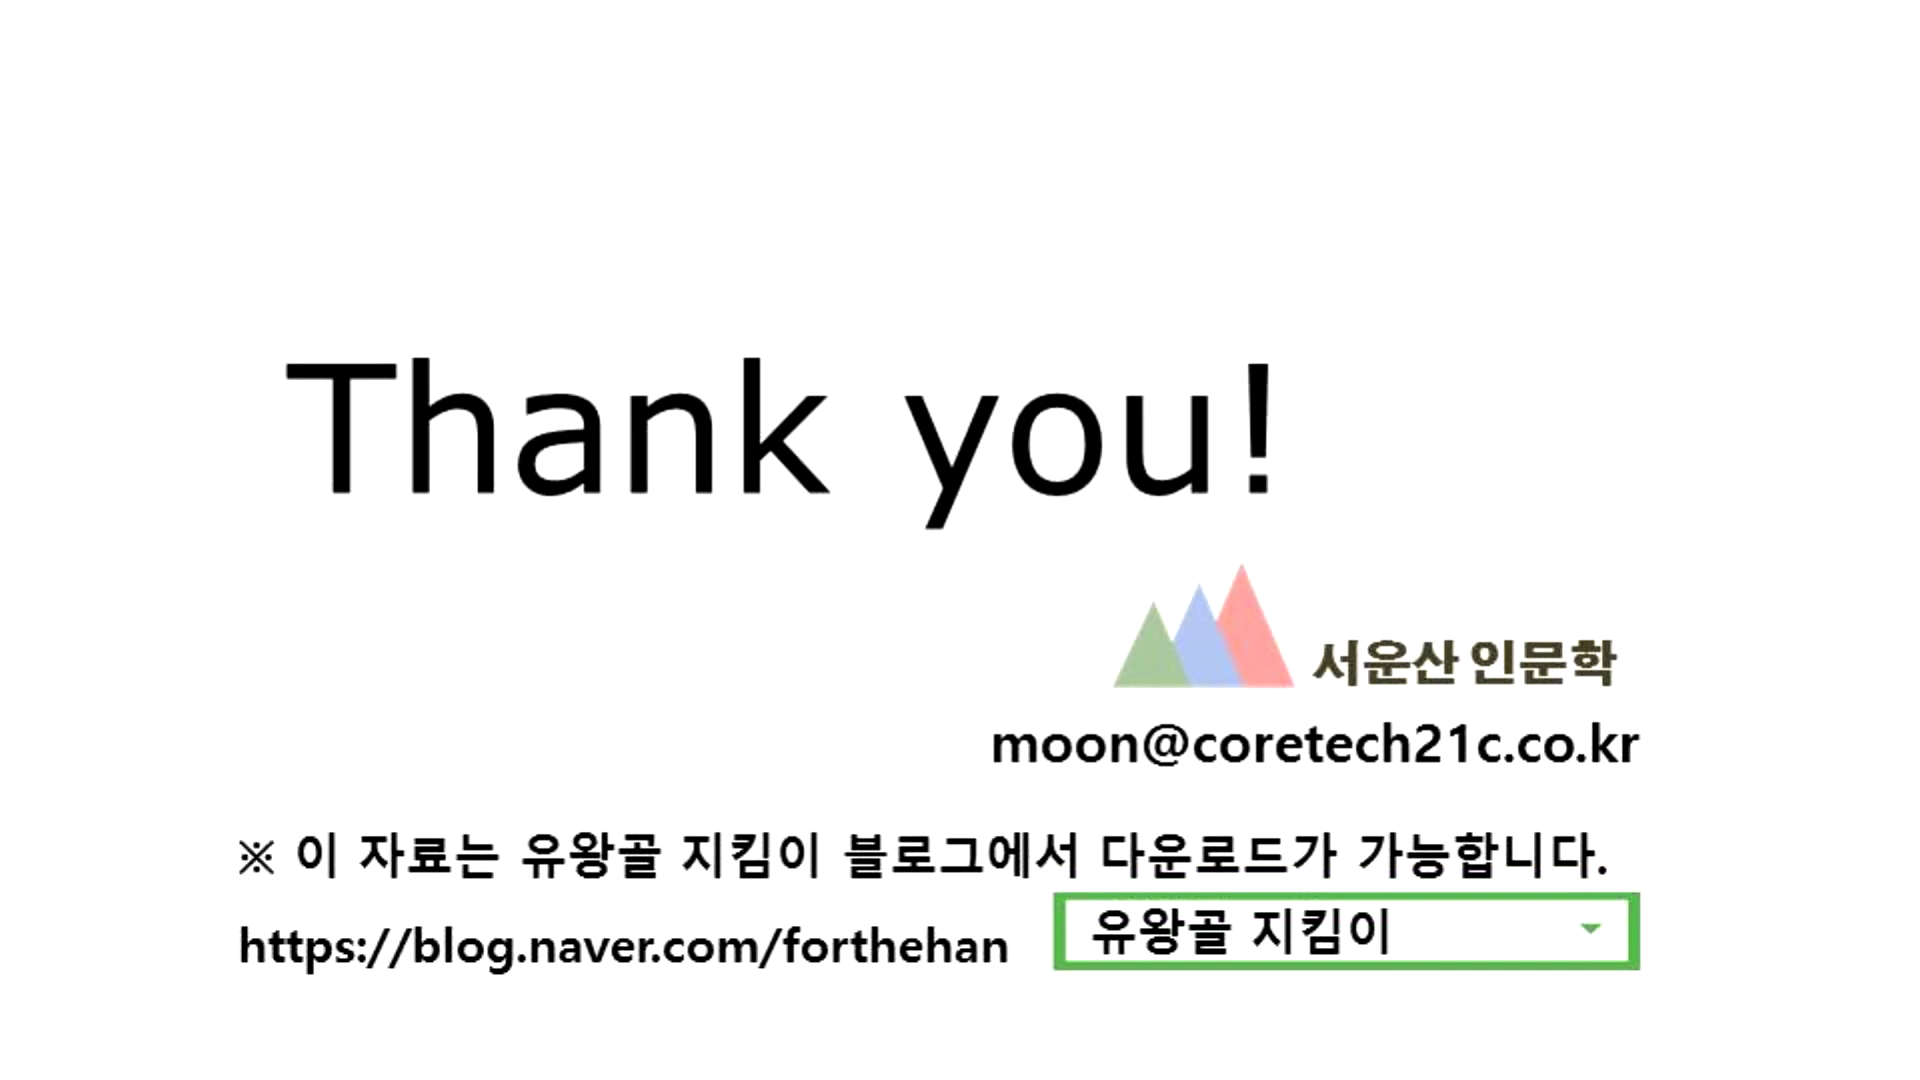 Thank you!
서운산 인문학
moon@coretech21c.co.kr
※ 이 자료는 유왕골 지킴이 블로그에서 다운로드가 가능합니다.
https://blog.naver.com/forthehan
유왕골 지킴이